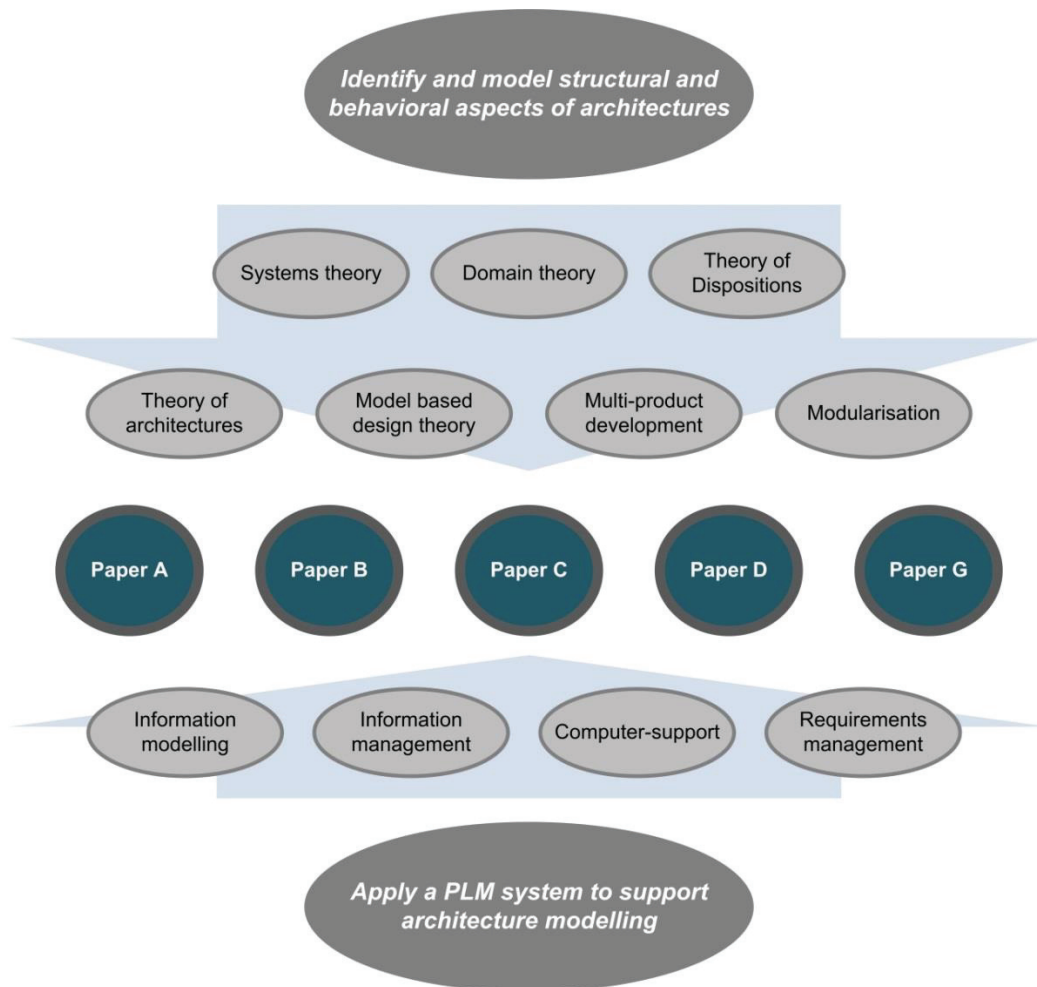 Identify and model structural and
behavioral aspects of architectures
Systems theory
Domain theory
Theory of
Dispositions
Theory of
architectures
Model based
design theory
Multi-product
development
Modularisation
Paper A
Paper B
Paper C
Paper D
Paper G
Information
modelling
Information
management
Computer-support
Requirements
management
Apply a PLM system to support
architecture modelling